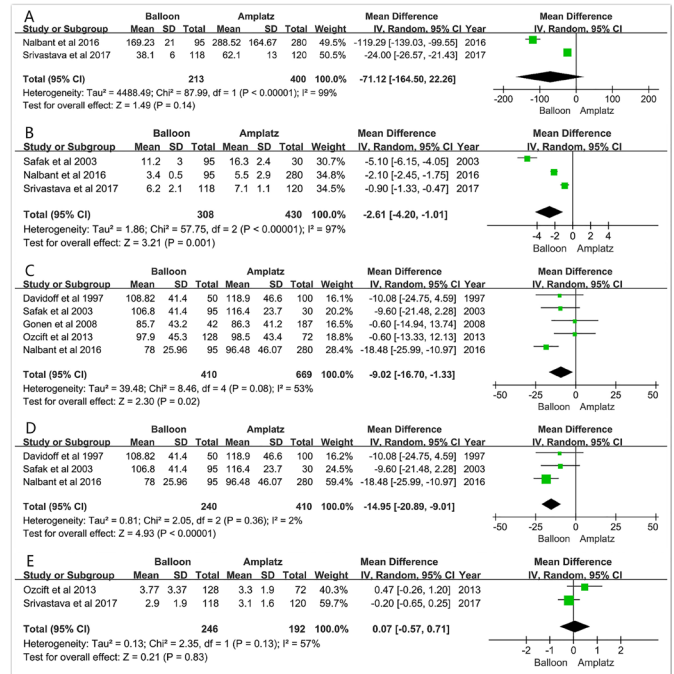 A
Balloon Amplatz Mean Difference Mean Difference
Study or Subgroup Mean SD Total Mean SD Total Weight IV, Random, 95% CI Year IV, Random, 95% CI
Nalbant et al 2016 169.23 21 95 288.52 164.67 280 49.5% -119.29 [-139.03, -99.55] 2016
Srivastava et al 2017 38.1 6 118 62.1 13 120 50.5% -24.00 [-26.57, -21.43] 2017
Total (95% CI) 213 400 100.0% -71.12 [-164.50, 22.26]
Heterogeneity: Tau² = 4488.49; Chi² = 87.99, df = 1 (P < 0.00001); I² = 99%
Test for overall effect: Z = 1.49 (P = 0.14)
-200 -100 0 100 200
Balloon Amplatz
B
Balloon Amplatz Mean Difference Mean Difference
Study or Subgroup Mean SD Total Mean SD Total Weight IV, Random, 95% CI Year IV, Random, 95% CI
Safak et al 2003 11.2 3 95 16.3 2.4 30 30.7% -5.10 [-6.15, -4.05] 2003
Nalbant et al 2016 3.4 0.5 95 5.5 2.9 280 34.8% -2.10 [-2.45, -1.75] 2016
Srivastava et al 2017 6.2 2.1 118 7.1 1.1 120 34.5% -0.90 [-1.33, -0.47] 2017
Total (95% CI) 308 430 100.0% -2.61 [-4.20, -1.01]
Heterogeneity: Tau² = 1.86; Chi² = 57.75, df = 2 (P < 0.00001); I² = 97%
Test for overall effect: Z = 3.21 (P = 0.001)
-4 -2 0 2 4
Balloon Amplatz
C
Balloon Amplatz Mean Difference Mean Difference
Study or Subgroup Mean SD Total Mean SD Total Weight IV, Random, 95% CI Year IV, Random, 95% CI
Davidoff et al 1997 108.82 41.4 50 118.9 46.6 100 16.1% -10.08 [-24.75, 4.59] 1997
Safak et al 2003 106.8 41.4 95 116.4 23.7 30 21.0% -9.60 [-21.48, 2.28] 2003
Gonen et al 2008 85.7 43.2 42 86.3 41.2 187 16.5% -0.60 [-14.94, 13.74] 2008
Ozcift et al 2013 97.9 45.3 128 98.5 43.4 72 18.9% -0.60 [-13.33, 12.13] 2013
Nalbant et al 2016 78 25.96 95 96.48 46.07 280 28.4% -18.48 [-25.99, -10.97] 2016
Total (95% CI) 410 669 100.0% -9.02 [-16.70, -1.33]
Heterogeneity: Tau² = 39.48; Chi² = 8.46, df = 4 (P = 0.08); I² = 53%
Test for overall effect: Z = 2.30 (P = 0.02)
-50 -25 0 25 50
Balloon Amplatz
D
Balloon Amplatz Mean Difference Mean Difference
Study or Subgroup Mean SD Total Mean SD Total Weight IV, Random, 95% CI Year IV, Random, 95% CI
Davidoff et al 1997 108.82 41.4 50 118.9 46.6 100 16.2% -10.08 [-24.75, 4.59] 1997
Safak et al 2003 106.8 41.4 95 116.4 23.7 30 24.5% -9.60 [-21.48, 2.28] 2003
Nalbant et al 2016 78 25.96 95 96.48 46.07 280 59.4% -18.48 [-25.99, -10.97] 2016
Total (95% CI) 240 410 100.0% -14.95 [-20.89, -9.01]
Heterogeneity: Tau² = 0.81; Chi² = 2.05, df = 2 (P = 0.36); I² = 2%
Test for overall effect: Z = 4.93 (P < 0.00001)
-50 -25 0 25 50
Balloon Amplatz
E
Balloon Amplatz Mean Difference Mean Difference
Study or Subgroup Mean SD Total Mean SD Total Weight IV, Random, 95% CI Year IV, Random, 95% CI
Ozcift et al 2013 3.77 3.37 128 3.3 1.9 72 40.3% 0.47 [-0.26, 1.20] 2013
Srivastava et al 2017 2.9 1.9 118 3.1 1.6 120 59.7% -0.20 [-0.65, 0.25] 2017
Total (95% CI) 246 192 100.0% 0.07 [-0.57, 0.71]
Heterogeneity: Tau² = 0.13; Chi² = 2.35, df = 1 (P = 0.13); I² = 57%
Test for overall effect: Z = 0.21 (P = 0.83)
-2 -1 0 1 2
Balloon Amplatz